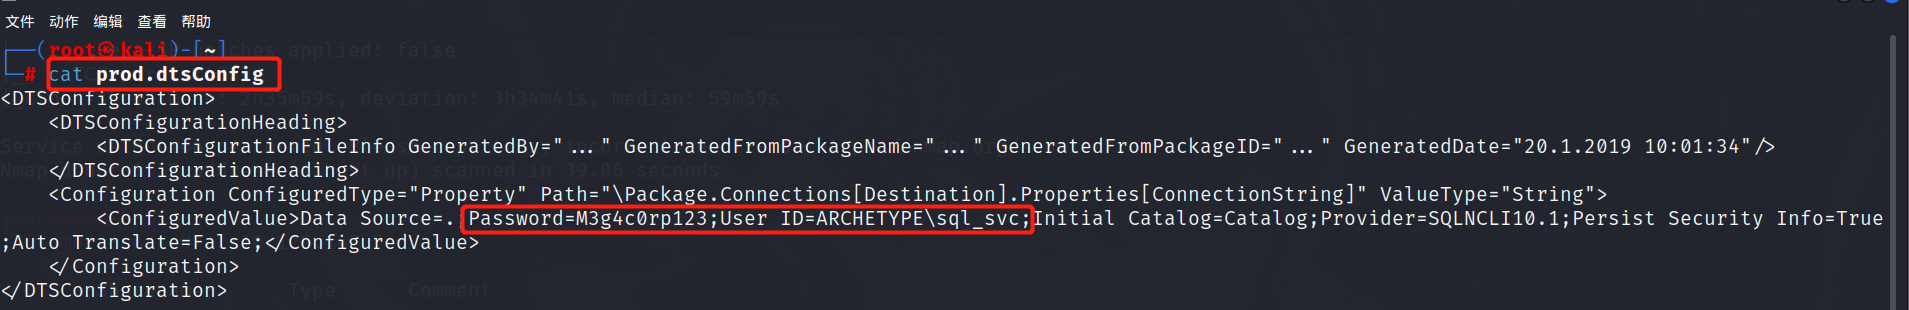 文件 动作 编辑 查看 帮助
┌──(root㉿kali)-[~]
└─# cat prod.dtsConfig
<DTSConfiguration>
    <DTSConfigurationHeading>
        <DTSConfigurationFileInfo GeneratedBy="..." GeneratedFromPackageName="..." GeneratedFromPackageID="..." GeneratedDate="20.1.2019 10:01:34"/>
    </DTSConfigurationHeading>
    <Configuration ConfiguredType="Property" Path="\Package.Connections[Destination].Properties[ConnectionString]" ValueType="String">
        <ConfiguredValue>Data Source=.;Password=M3g4c0rp123;User ID=ARCHETYPE\sql_svc;Initial Catalog=Catalog;Provider=SQLNCLI10.1;Persist Security Info=True
;Auto Translate=False;</ConfiguredValue>
    </Configuration>
</DTSConfiguration>